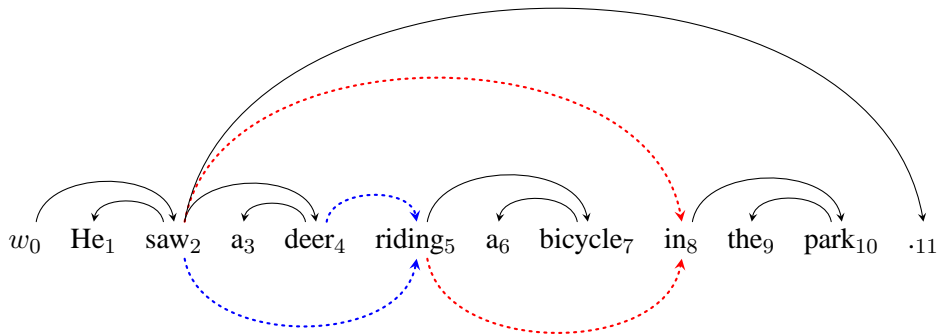 w₀ He₁ saw₂ a₃ deer₄ riding₅ a₆ bicycle₇ in₈ the₉ park₁₀ .₁₁